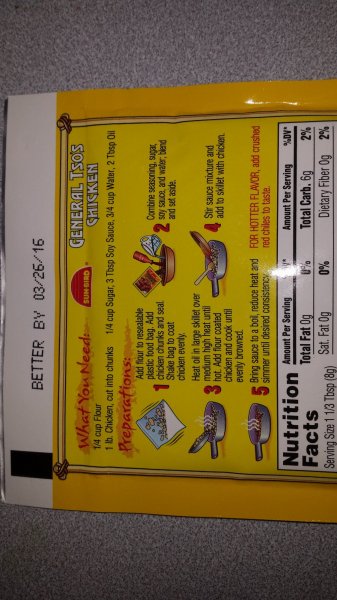 BETTER BY 03/25/16
SUN-BIRD
GENERAL TSO'S
CHICKEN
What You Need:
1/4 cup Flour
1/4 cup Sugar, 3 Tbsp Soy Sauce, 3/4 cup Water, 2 Tbsp Oil
1 lb. Chicken, cut into chunks
Preparations:
1
Add flour to resealable
plastic food bag. Add
chicken chunks and seal.
Shake bag to coat
chicken evenly.
2
Combine seasoning, sugar,
soy sauce, and water; blend
and set aside.
3
Heat oil in large skillet over
medium high heat until
hot. Add flour coated
chicken and cook until
evenly browned.
4
Stir sauce mixture and
add to skillet with chicken.
5
Bring sauce to a boil, reduce heat and
simmer until desired consistency.
FOR HOTTER FLAVOR, add crushed
red chiles to taste.
Nutrition
Facts
Serving Size 1 1/3 Tbsp (8g)
Amount Per Serving
Total Fat 0g 0%
Sat. Fat 0g 0%
Amount Per Serving %DV*
Total Carb. 6g 2%
Dietary Fiber 0g 2%